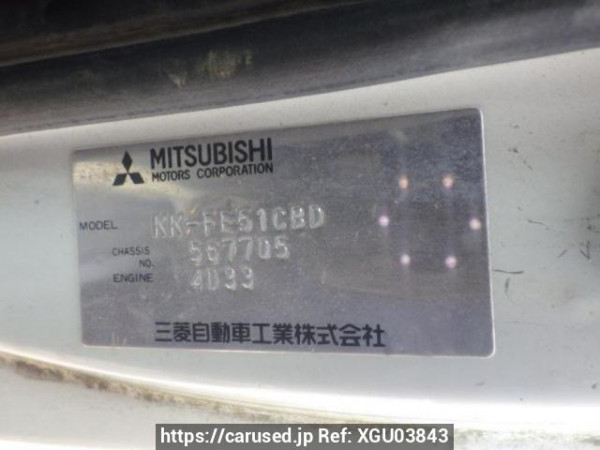 MITSUBISHI
MOTORS CORPORATION
MODEL KK-FE51CBD
CHASSIS NO. 567705
ENGINE 4D33
三菱自動車工業株式会社
https://carused.jp Ref: XGU03843